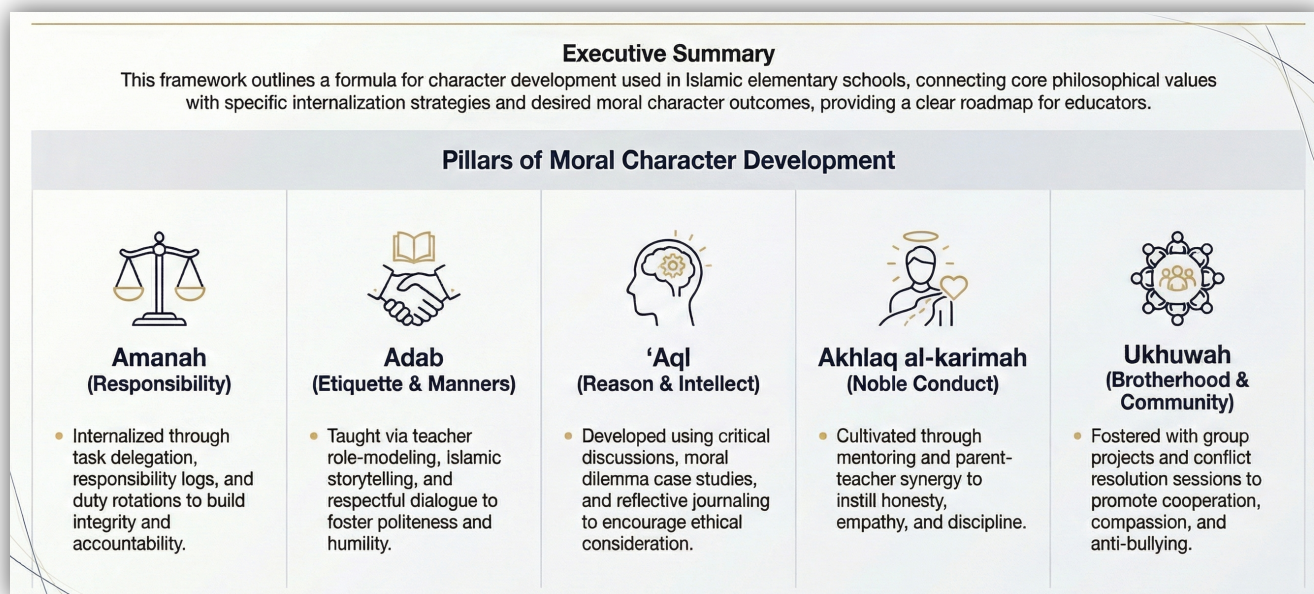 Executive Summary
This framework outlines a formula for character development used in Islamic elementary schools, connecting core philosophical values
with specific internalization strategies and desired moral character outcomes, providing a clear roadmap for educators.
Pillars of Moral Character Development
Amanah
(Responsibility)
• Internalized through
task delegation,
responsibility logs, and
duty rotations to build
integrity and
accountability.
Adab
(Etiquette & Manners)
• Taught via teacher
role-modeling, Islamic
storytelling, and
respectful dialogue to
foster politeness and
humility.
‘Aql
(Reason & Intellect)
• Developed using critical
discussions, moral
dilemma case studies,
and reflective journaling
to encourage ethical
consideration.
Akhlaq al-karimah
(Noble Conduct)
• Cultivated through
mentoring and parent-
teacher synergy to
instill honesty,
empathy, and discipline.
Ukhuwah
(Brotherhood &
Community)
• Fostered with group
projects and conflict
resolution sessions to
promote cooperation,
compassion, and
anti-bullying.